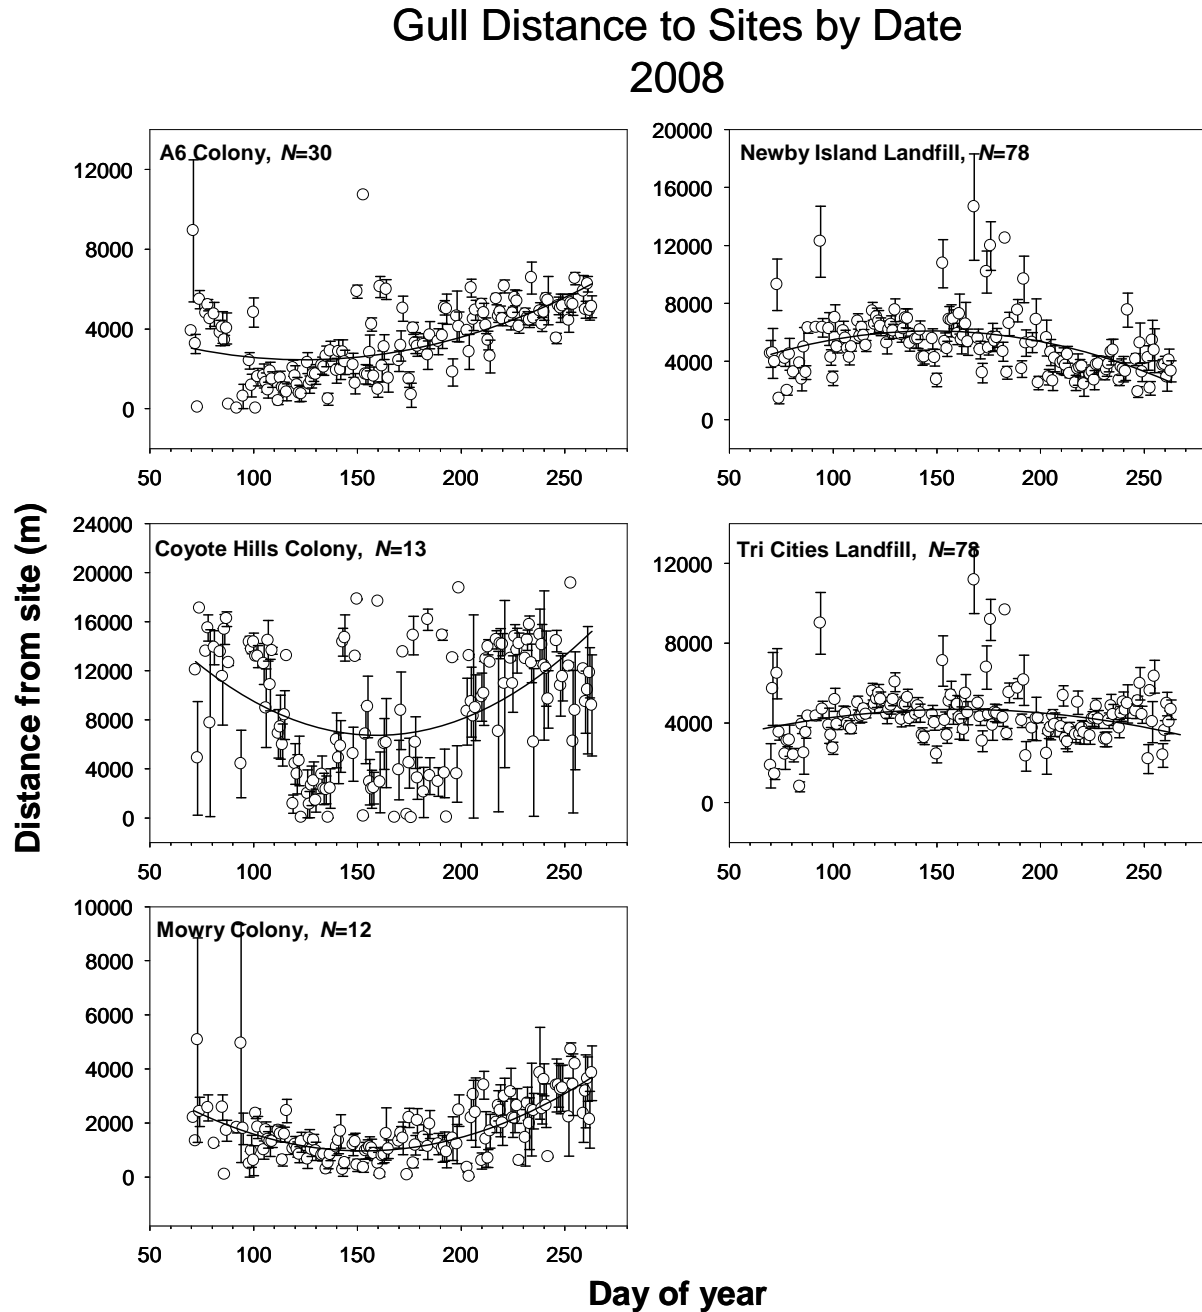 Gull Distance to Sites by Date
2008
A6 Colony, N=30
12000
8000
4000
0
50 100 150 200 250
Newby Island Landfill, N=78
20000
16000
12000
8000
4000
0
50 100 150 200 250
Distance from site (m)
Coyote Hills Colony, N=13
24000
20000
16000
12000
8000
4000
0
50 100 150 200 250
Tri Cities Landfill, N=78
12000
8000
4000
0
50 100 150 200 250
Mowry Colony, N=12
10000
8000
6000
4000
2000
0
50 100 150 200 250
Day of year